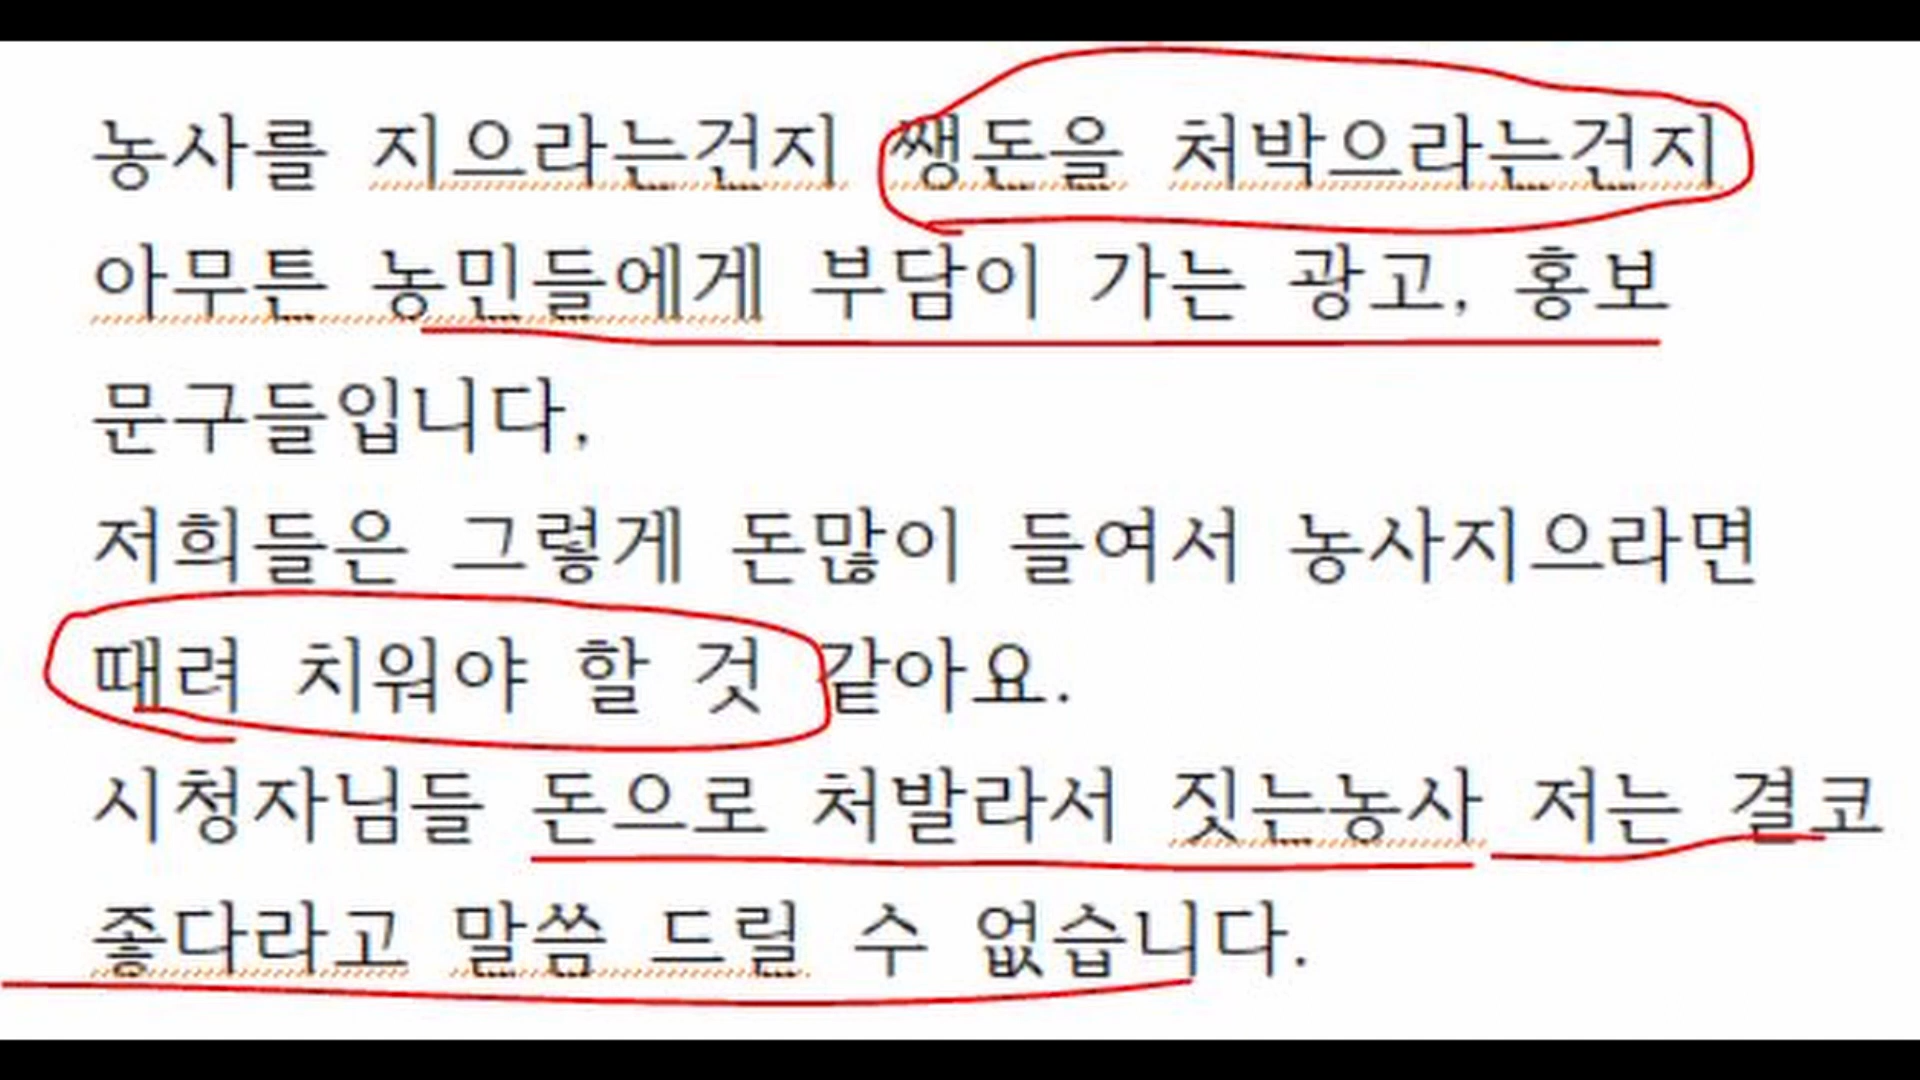 농사를 지으라는건지 쌩돈을 처박으라는건지
아무튼 농민들에게 부담이 가는 광고, 홍보
문구들입니다,
저희들은 그렇게 돈많이 들여서 농사지으라면
때려 치워야 할 것 같아요.
시청자님들 돈으로 처발라서 짓는농사 저는 결코
좋다라고 말씀 드릴 수 없습니다.